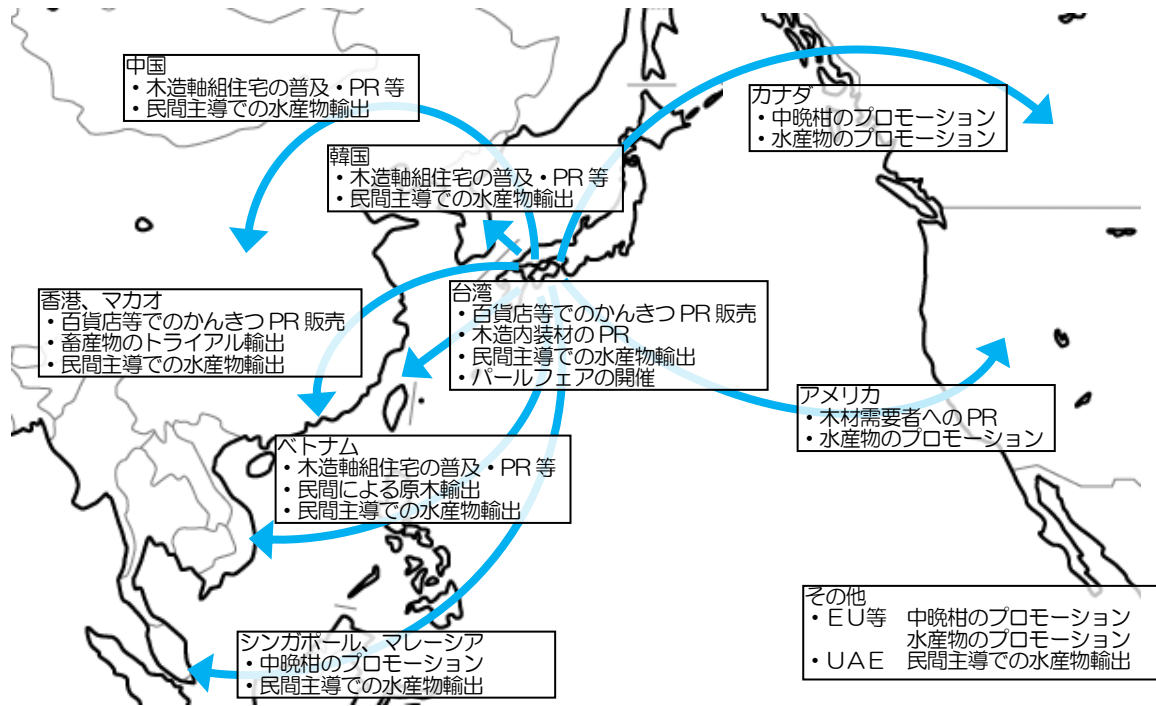 中国
・木造軸組住宅の普及・PR 等
・民間主導での水産物輸出
カナダ
・中晩柑のプロモーション
・水産物のプロモーション
韓国
・木造軸組住宅の普及・PR 等
・民間主導での水産物輸出
香港、マカオ
・百貨店等でのかんきつ PR 販売
・畜産物のトライアル輸出
・民間主導での水産物輸出
台湾
・百貨店等でのかんきつ PR 販売
・木造内装材の PR
・民間主導での水産物輸出
・パールフェアの開催
アメリカ
・木材需要者への PR
・水産物のプロモーション
ベトナム
・木造軸組住宅の普及・PR 等
・民間による原木輸出
・民間主導での水産物輸出
シンガポール、マレーシア
・中晩柑のプロモーション
・民間主導での水産物輸出
その他
・EU等 中晩柑のプロモーション
水産物のプロモーション
・UAE 民間主導での水産物輸出